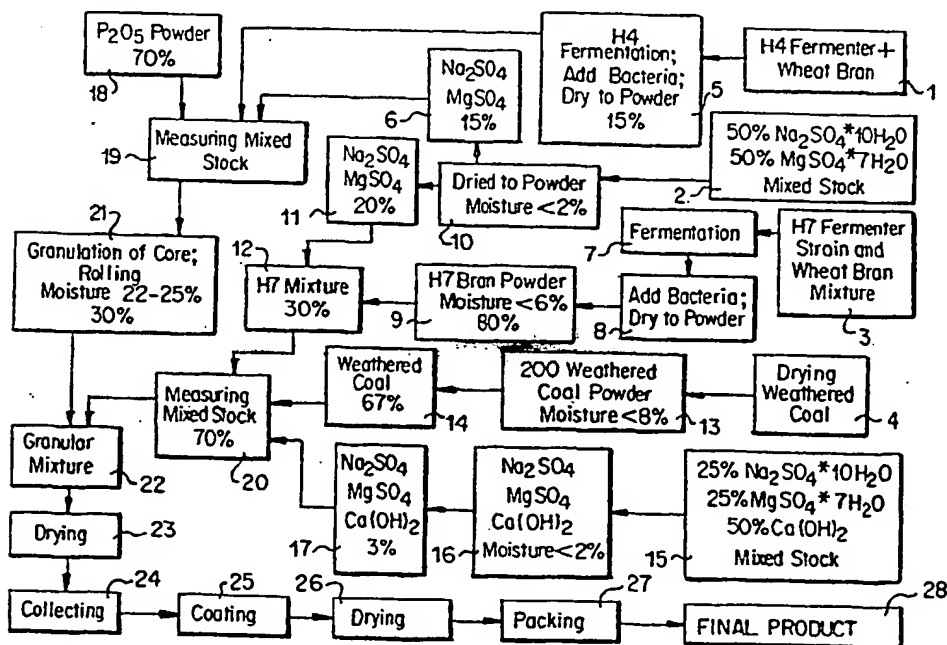 P2O5 Powder
70%
18
Na2SO4
MgSO4
15%
6
H4
Fermentation;
Add Bacteria;
Dry to Powder
15%
5
H4 Fermenter+
Wheat Bran
1
Measuring Mixed
Stock
19
Na2SO4
MgSO4
20%
11
Dried to Powder
Moisture <2%
10
50% Na2SO4*10H2O
50% MgSO4*7H2O
Mixed Stock
2
21
Granulation of Core;
Rolling
Moisture 22-25%
30%
12
H7 Mixture
30%
H7 Bran Powder
Moisture <6%
80%
9
7
Fermentation
Add Bacteria;
Dry to Powder
8
H7 Fermenter
Strain and
Wheat Bran
Mixture
3
Measuring
Mixed Stock
70%
20
Weathered
Coal
67%
14
200 Weathered
Coal Powder
Moisture <8%
13
Drying
Weathered
Coal
4
Granular
Mixture
22
Na2SO4
MgSO4
Ca(OH)2
3%
17
Na2SO4
MgSO4
Ca(OH)2
Moisture <2%
16
25% Na2SO4*10H2O
25% MgSO4*7H2O
50% Ca(OH)2
Mixed Stock
15
Drying
23
24
Collecting
25
Coating
26
Drying
27
Packing
28
FINAL PRODUCT